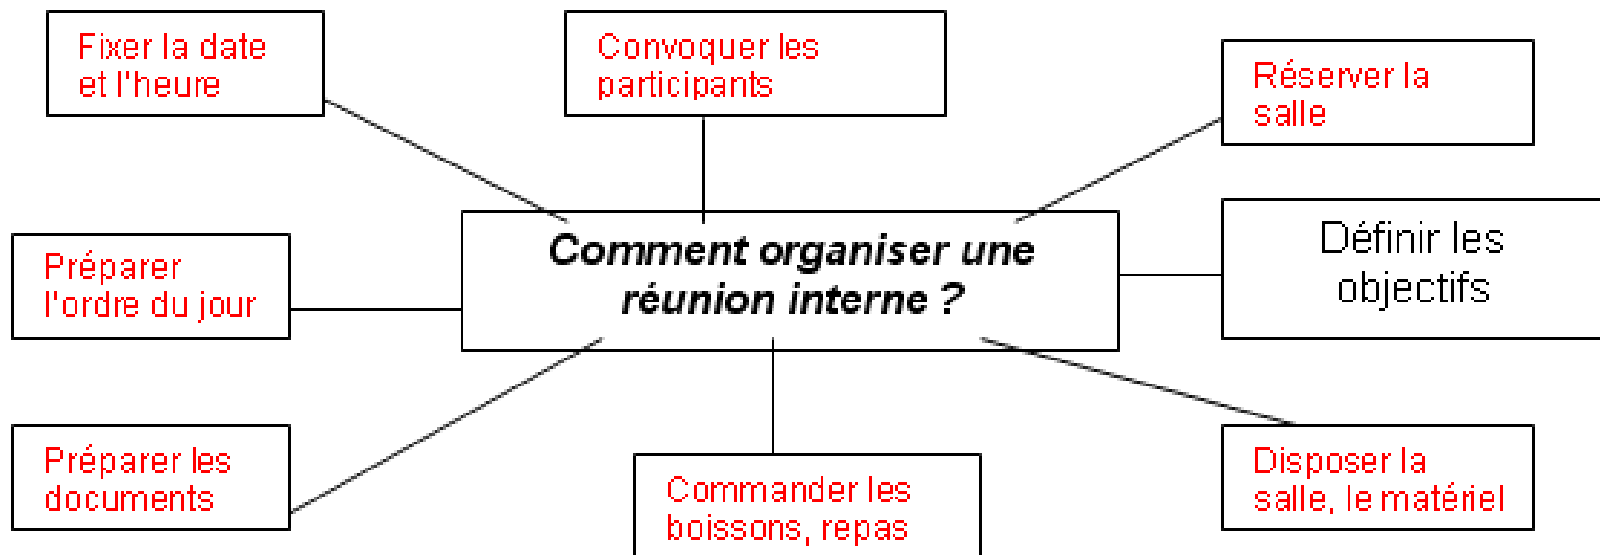 Fixer la date
et l'heure
Convoquer les
participants
Réserver la
salle
Comment organiser une
réunion interne ?
Définir les
objectifs
Préparer
l'ordre du jour
Préparer les
documents
Commander les
boissons, repas
Disposer la
salle, le matériel